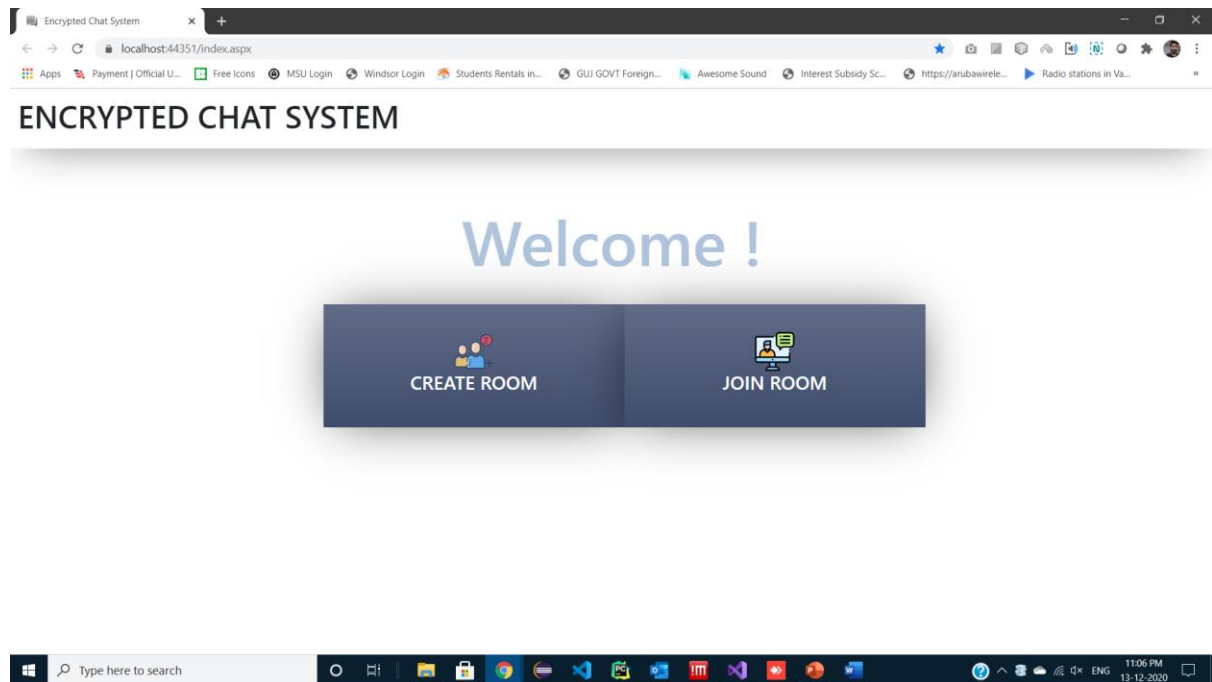 Encrypted Chat System
localhost:44351/index.aspx
Apps Payment | Official U... Free Icons MSU Login Windsor Login Students Rentals in... GUJ GOVT Foreign... Awesome Sound Interest Subsidy Sc... https://arubawirele... Radio stations in Va...
ENCRYPTED CHAT SYSTEM
Welcome !
CREATE ROOM JOIN ROOM
Type here to search ENG 11:06 PM
13-12-2020